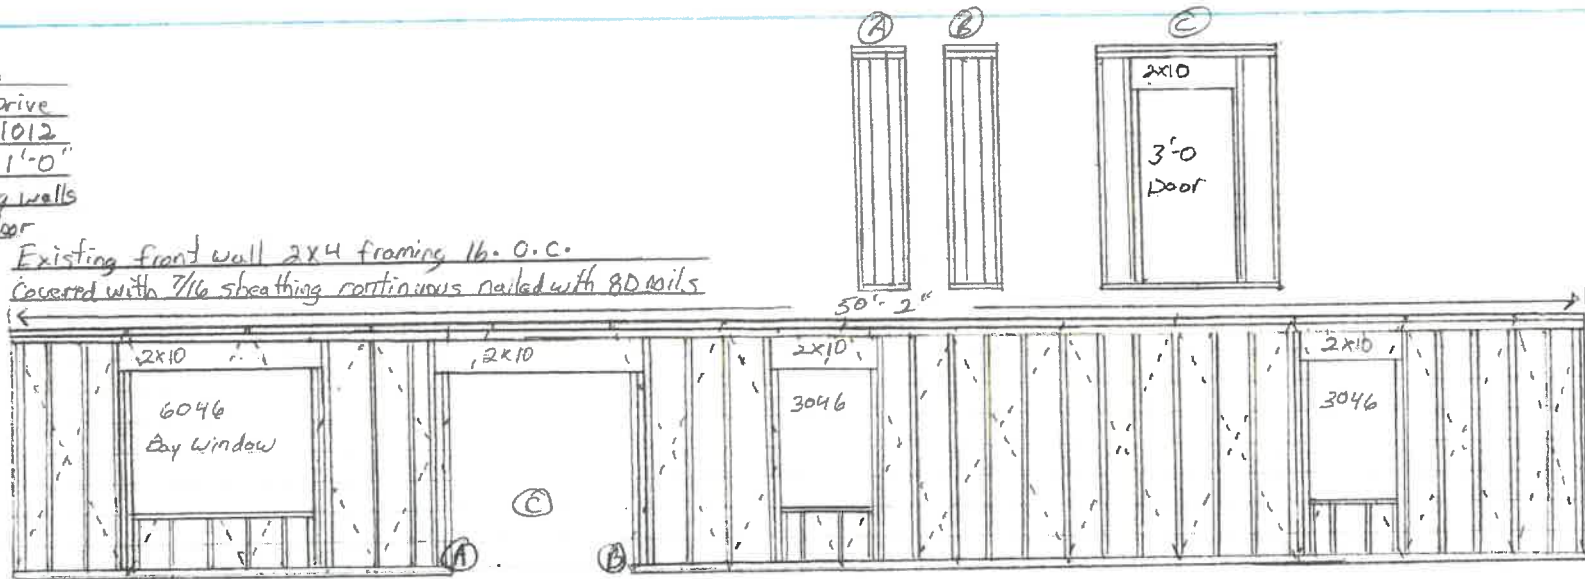 Drive
1012
1'-0"
walls
Existing front wall 2x4 framing 16. O.C.
Covered with 7/16 sheathing continuous nailed with 8D nails
A
B
C
2x10
3'-0
Door
50'-2"
2x10
6046
Bay Window
2x10
C
A
B
2x10
3046
2x10
3046